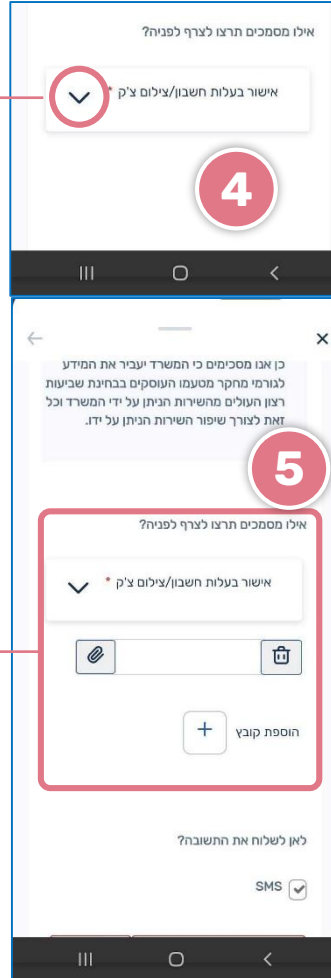 אילו מסמכים תרצו לצרף לפניה?
אישור בעלות חשבון/צילום צ'ק *
4
כן אנו מסכימים כי המשרד יעביר את המידע
לגורמי מחקר מטעמו העוסקים בבחינת שביעות
רצון העולים מהשירות הניתן על ידי המשרד וכל
זאת לצורך שיפור השירות הניתן על ידו.
5
אילו מסמכים תרצו לצרף לפניה?
אישור בעלות חשבון/צילום צ'ק *
הוספת קובץ
לאן לשלוח את התשובה?
SMS